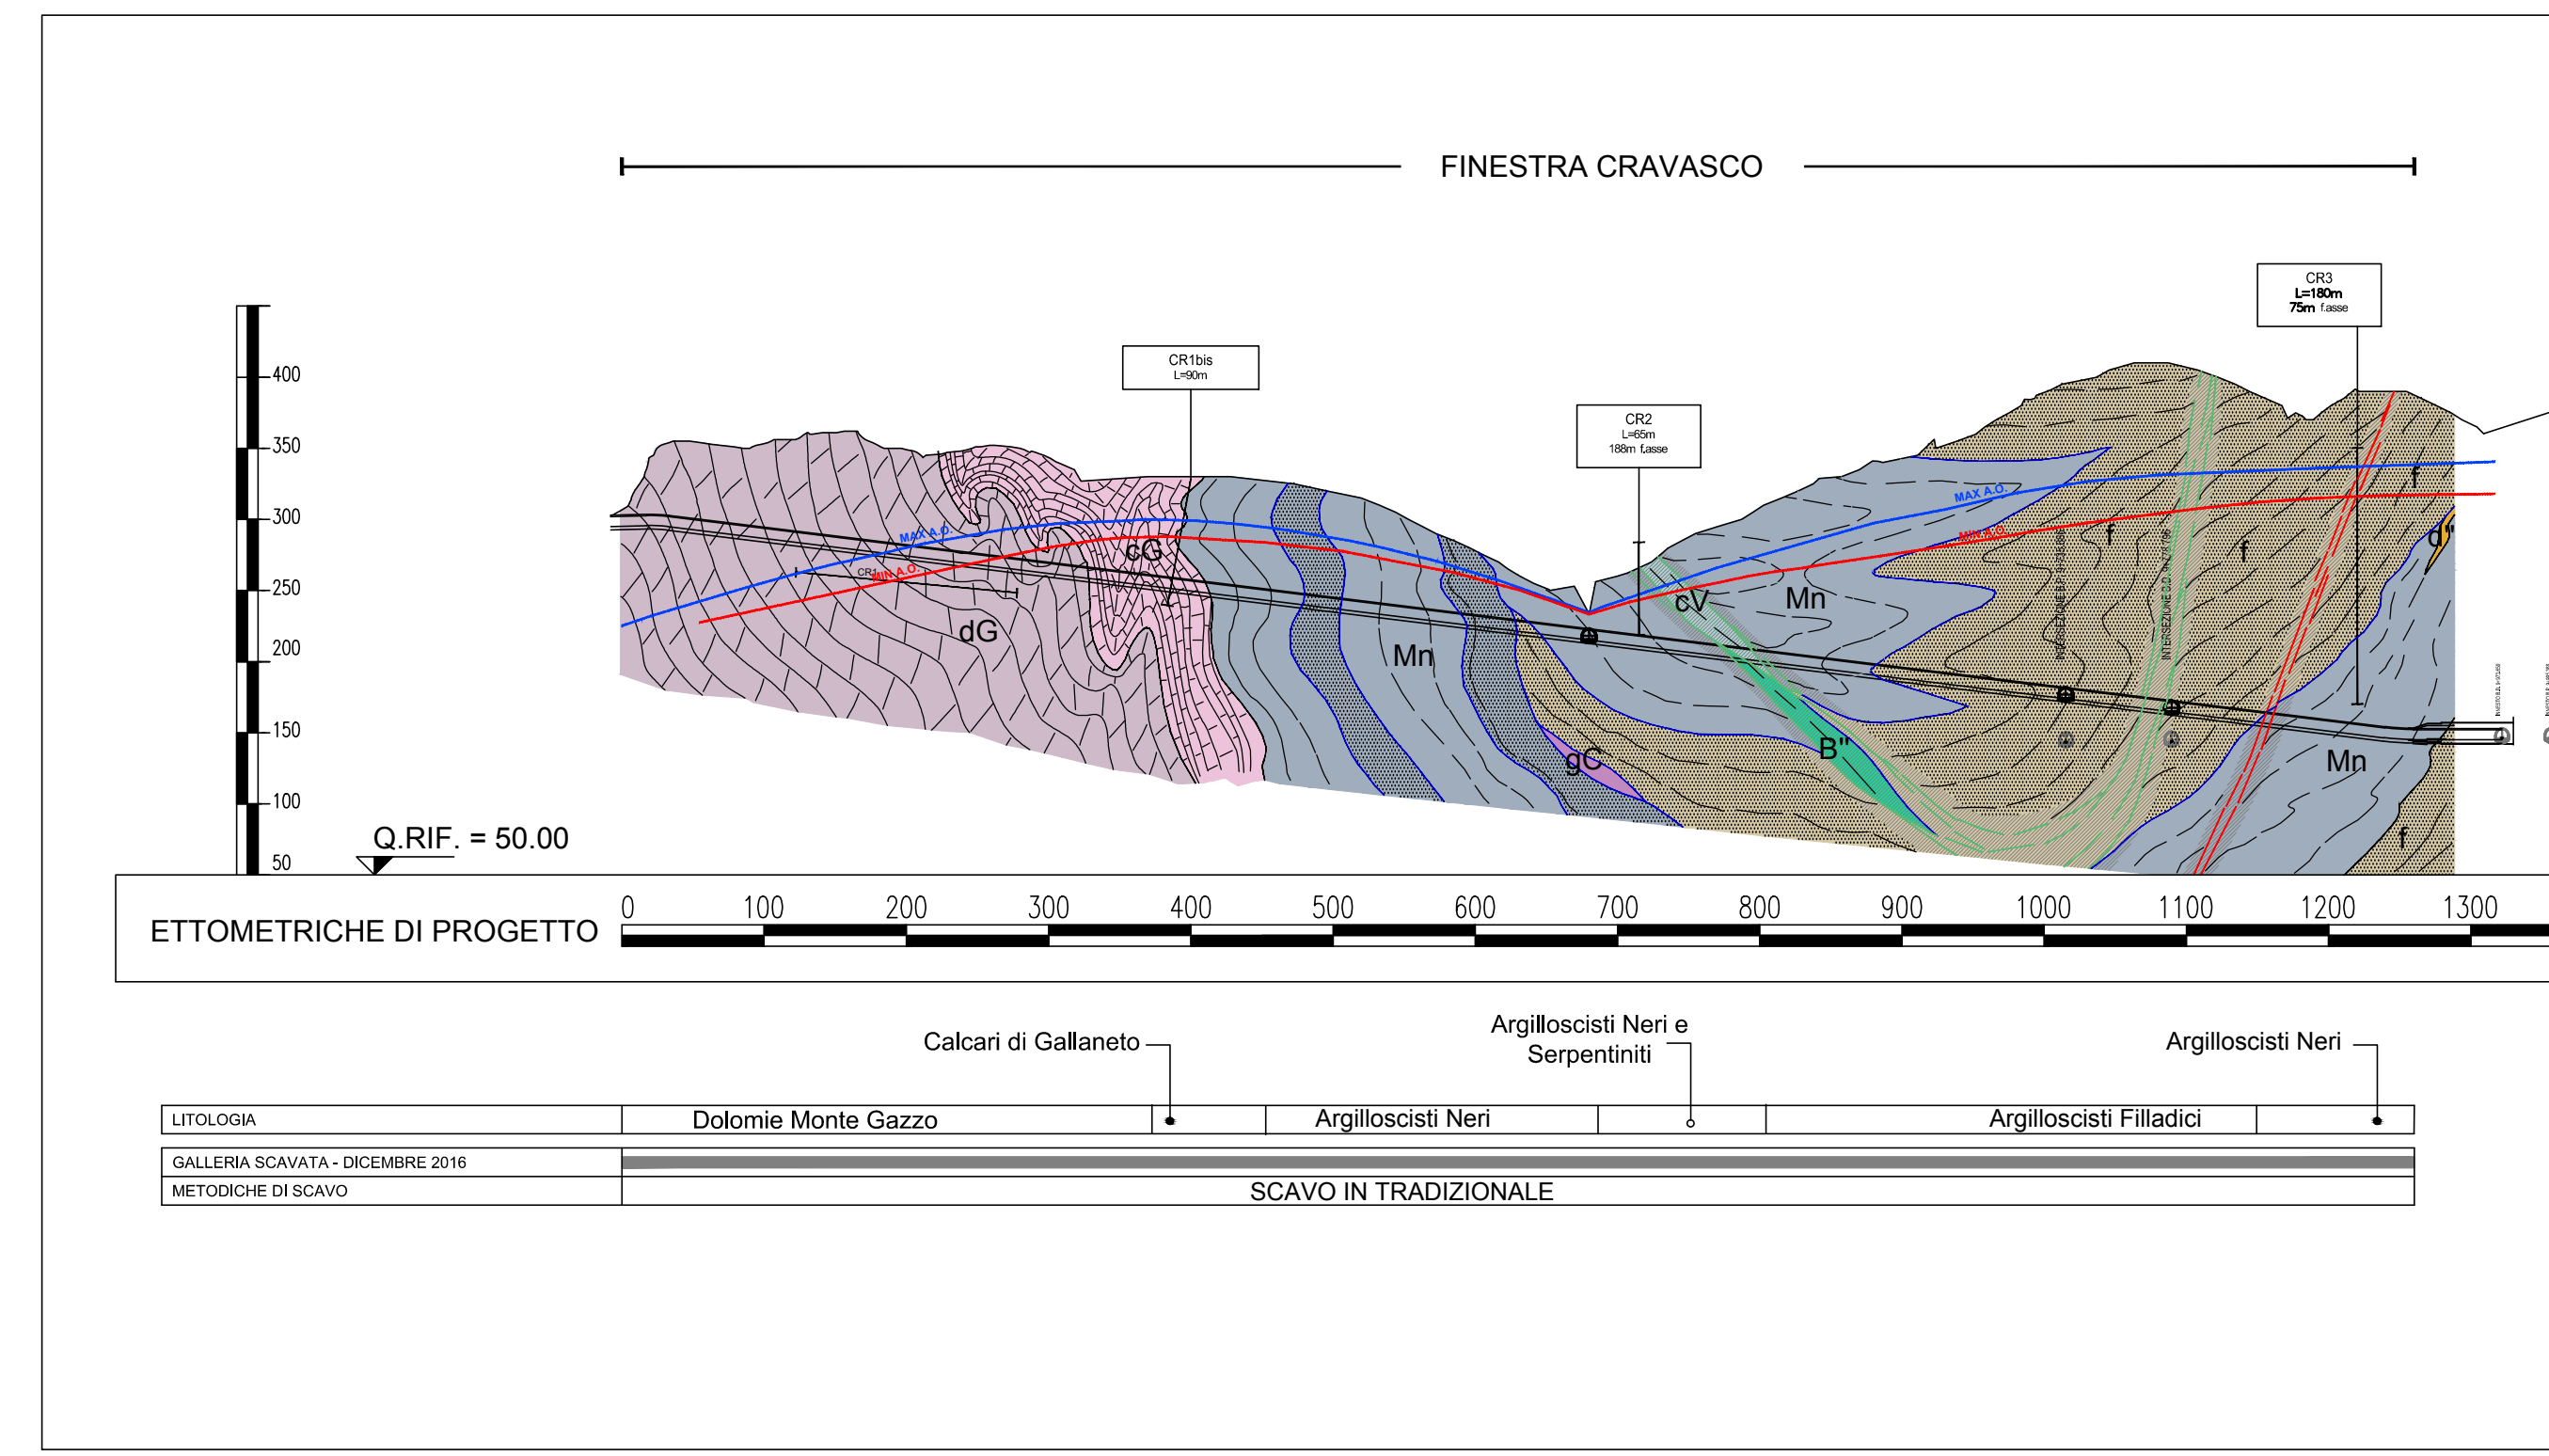 FINESTRA CRAVASCO
CR3
L=180m
75m f.asse
CR1bis
L=90m
CR2
L=65m
188m f.asse
400
350
300
250
200
150
100
50
MAX A.O.
MIN A.O.
CR1
MAX A.O.
MIN A.O.
cG
dG
Mn
cV
Mn
f
f
f
d"
gC
B"
Mn
f
Q.RIF. = 50.00
ETTOMETRICHE DI PROGETTO
0 100 200 300 400 500 600 700 800 900 1000 1100 1200 1300
Calcari di Gallaneto
Argilloscisti Neri e
Serpentiniti
Argilloscisti Neri
LITOLOGIA
Dolomie Monte Gazzo
Argilloscisti Neri
Argilloscisti Filladici
GALLERIA SCAVATA - DICEMBRE 2016
METODICHE DI SCAVO
SCAVO IN TRADIZIONALE